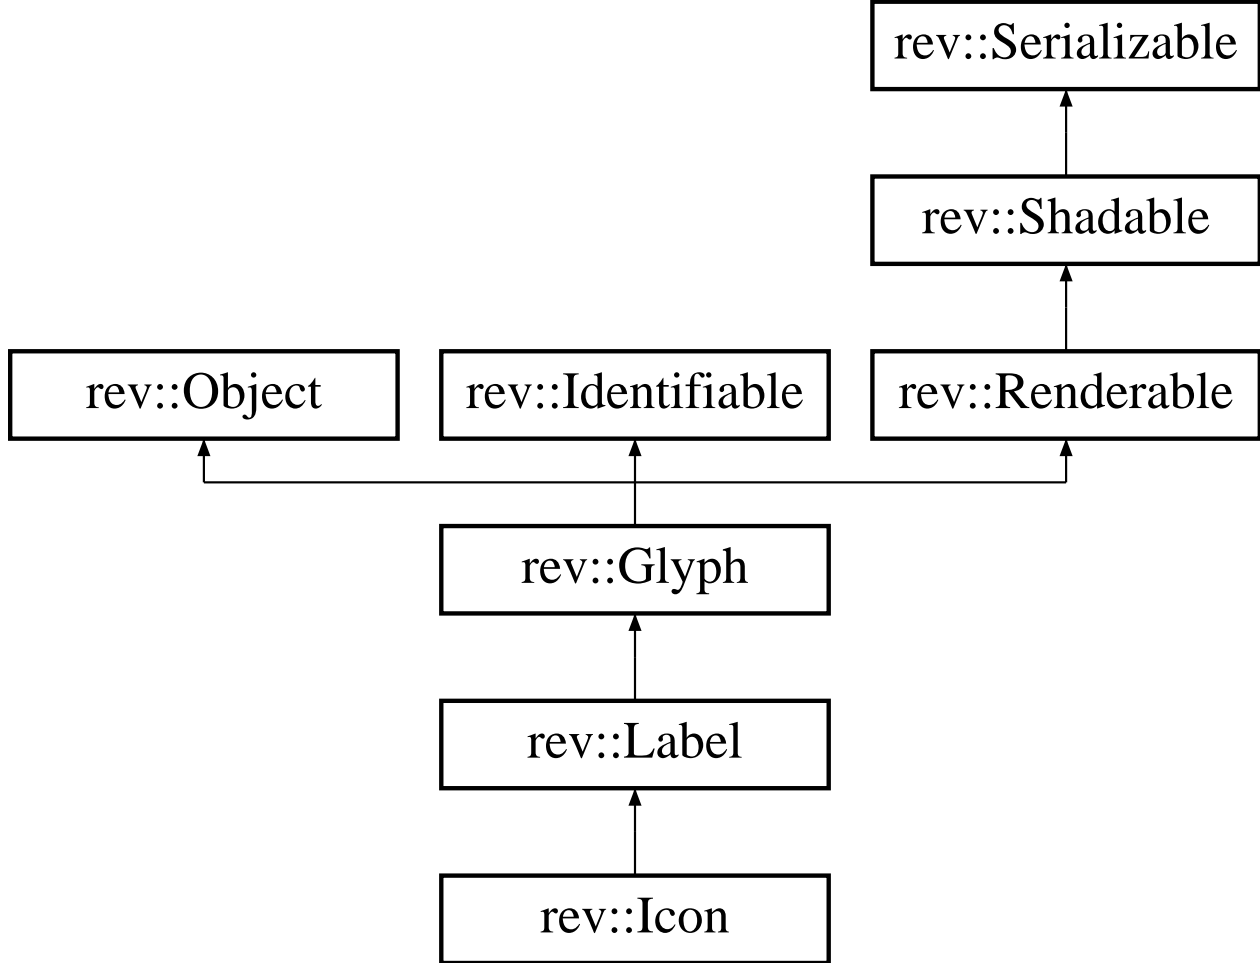 rev::Serializable
rev::Shadable
rev::Object
rev::Identifiable
rev::Renderable
rev::Glyph
rev::Label
rev::Icon